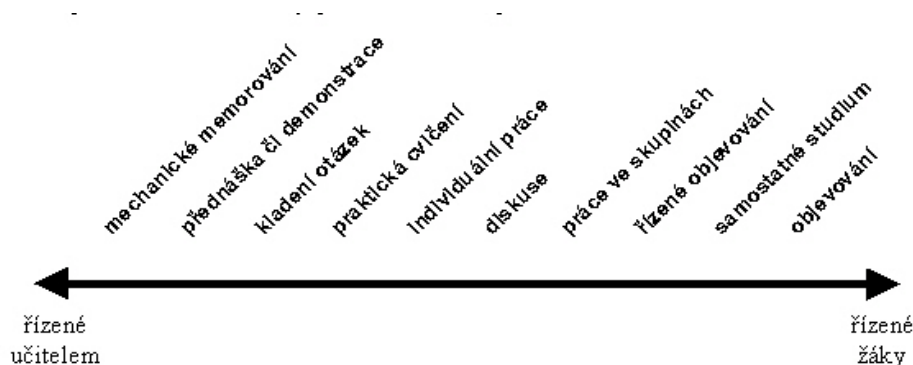 mechanické memorování
přednáška či demonstrace
kladení otázek
praktická cvičení
individuální práce
diskuse
práce ve skupinách
řízené objevování
samostatné studium
objevování
řízené
učitelem
řízené
žáky